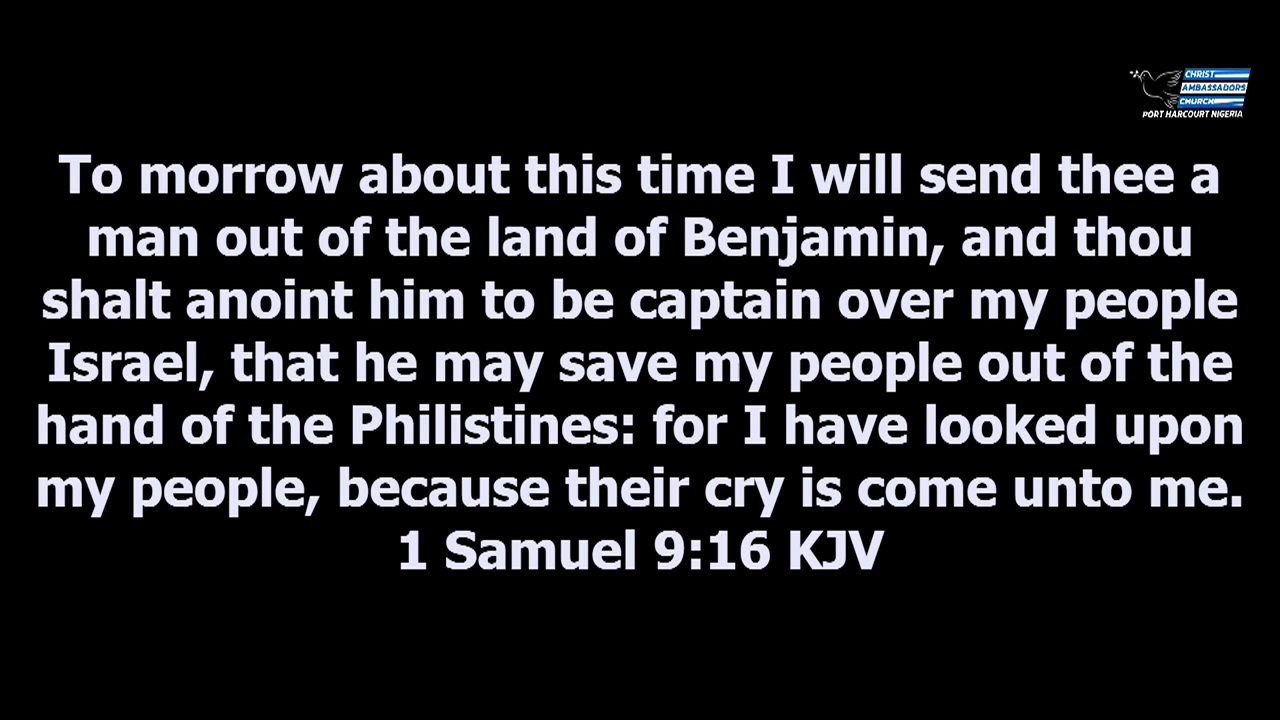 CHRIST
AMBASSADORS
CHURCH
PORT HARCOURT NIGERIA
To morrow about this time I will send thee a
man out of the land of Benjamin, and thou
shalt anoint him to be captain over my people
Israel, that he may save my people out of the
hand of the Philistines: for I have looked upon
my people, because their cry is come unto me.
1 Samuel 9:16 KJV